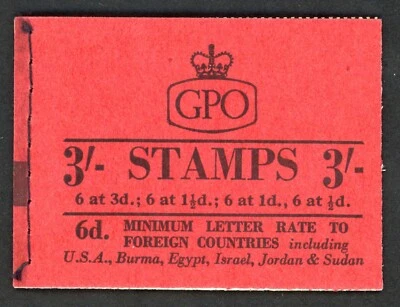 GPO
3/- STAMPS 3/-
6 at 3d.; 6 at 1½d.; 6 at 1d., 6 at ½d.
6d. MINIMUM LETTER RATE TO
FOREIGN COUNTRIES including
U.S.A., Burma, Egypt, Israel, Jordan & Sudan